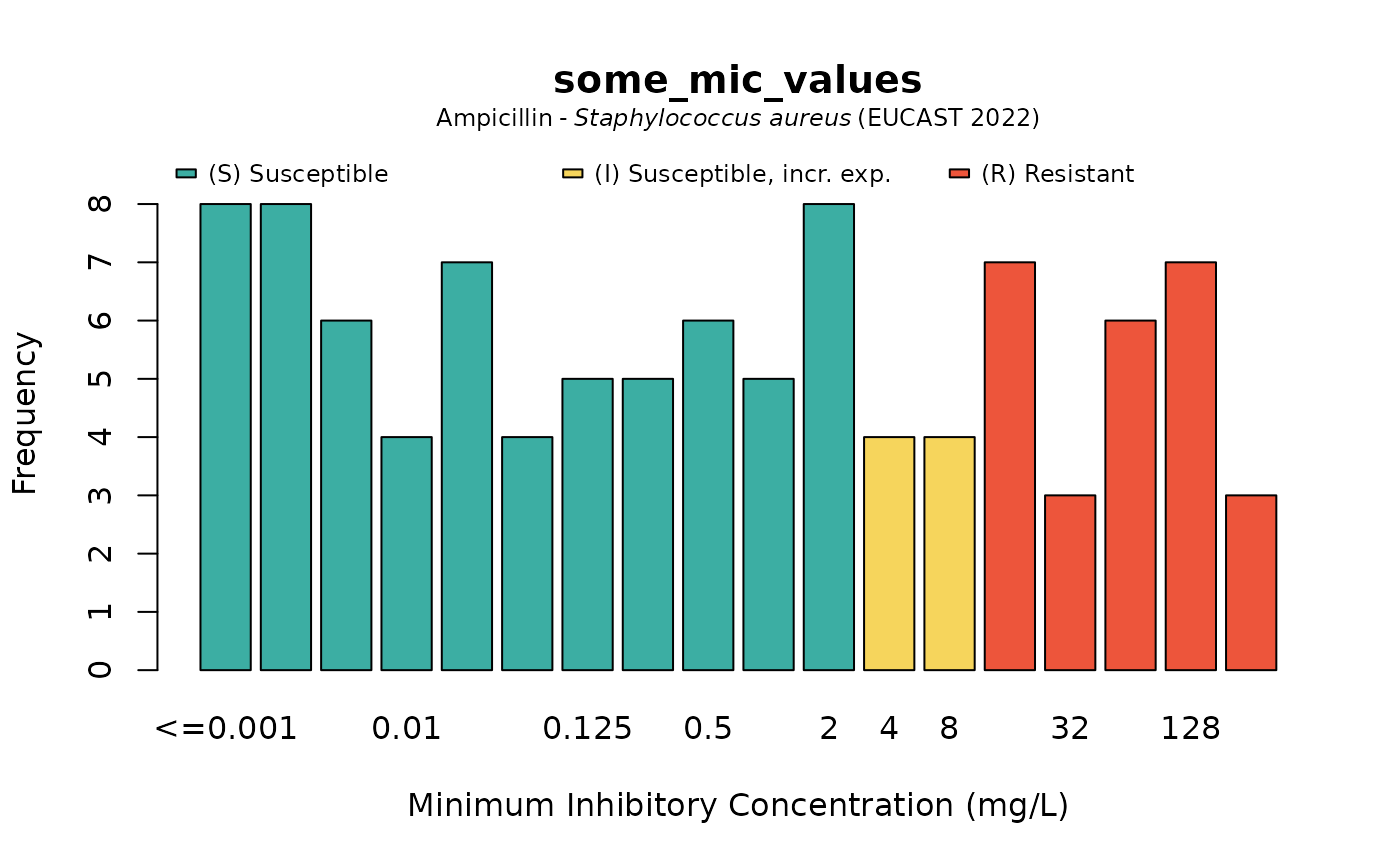 some_mic_values
Ampicillin - Staphylococcus aureus (EUCAST 2022)
(S) Susceptible (I) Susceptible, incr. exp. (R) Resistant
8
7
6
5
4
3
2
1
0
Frequency
<=0.001 0.01 0.125 0.5 2 4 8 32 128
Minimum Inhibitory Concentration (mg/L)